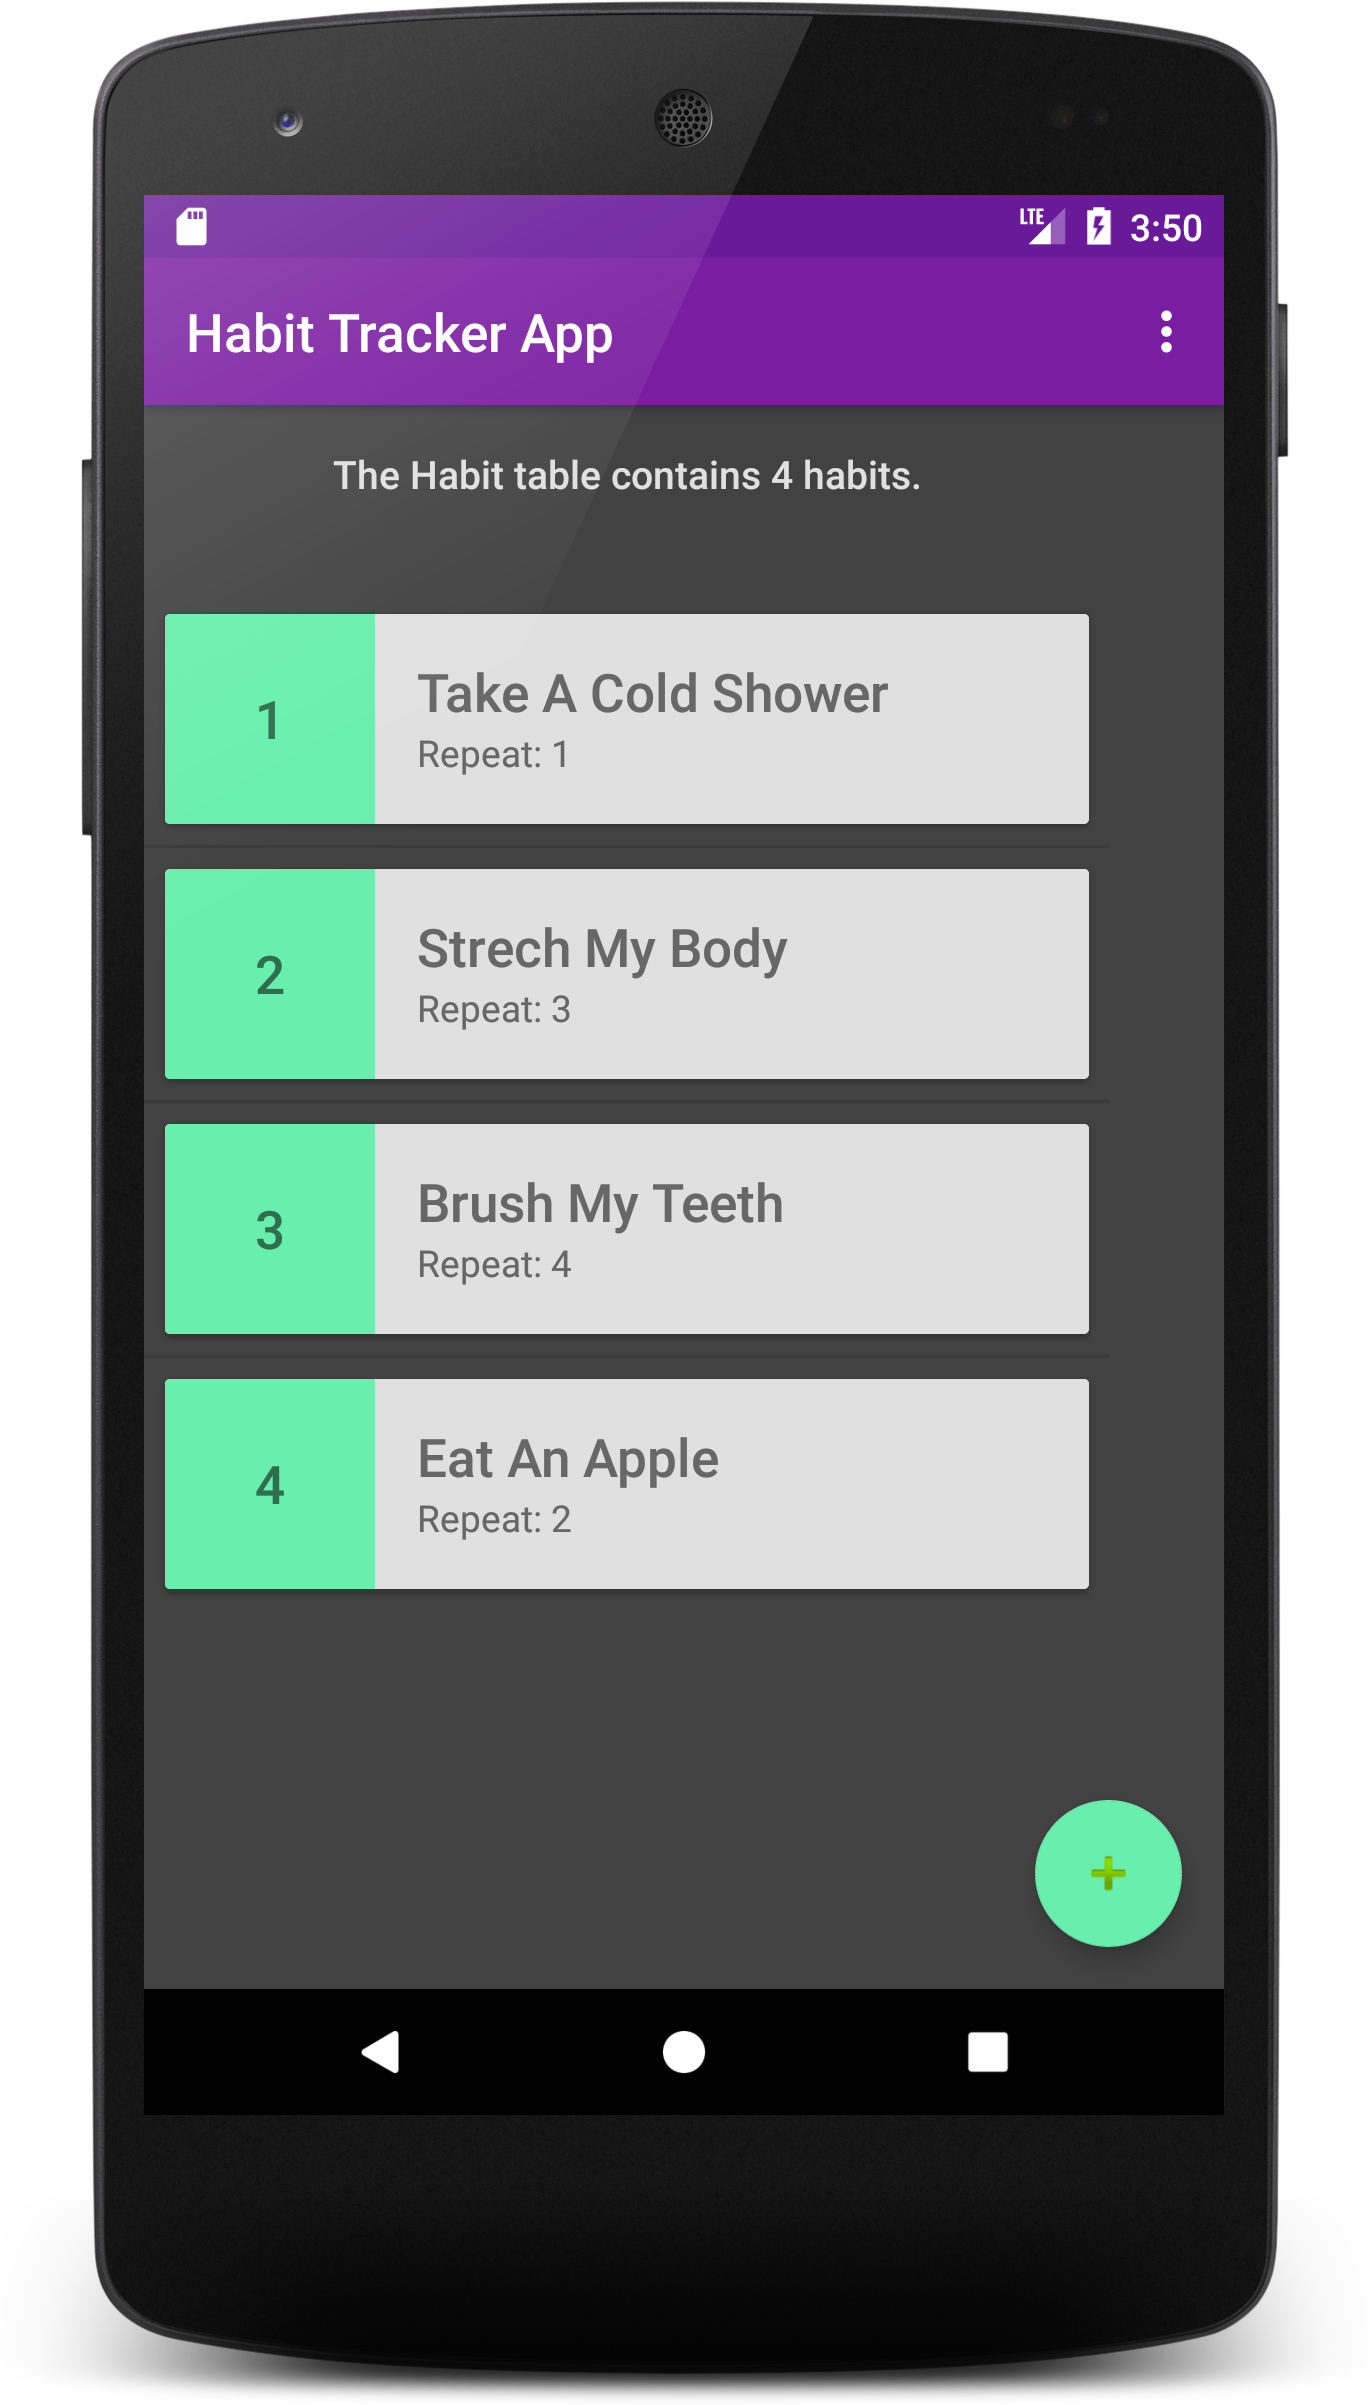 LTE 3:50
Habit Tracker App
The Habit table contains 4 habits.
1
Take A Cold Shower
Repeat: 1
2
Strech My Body
Repeat: 3
3
Brush My Teeth
Repeat: 4
4
Eat An Apple
Repeat: 2